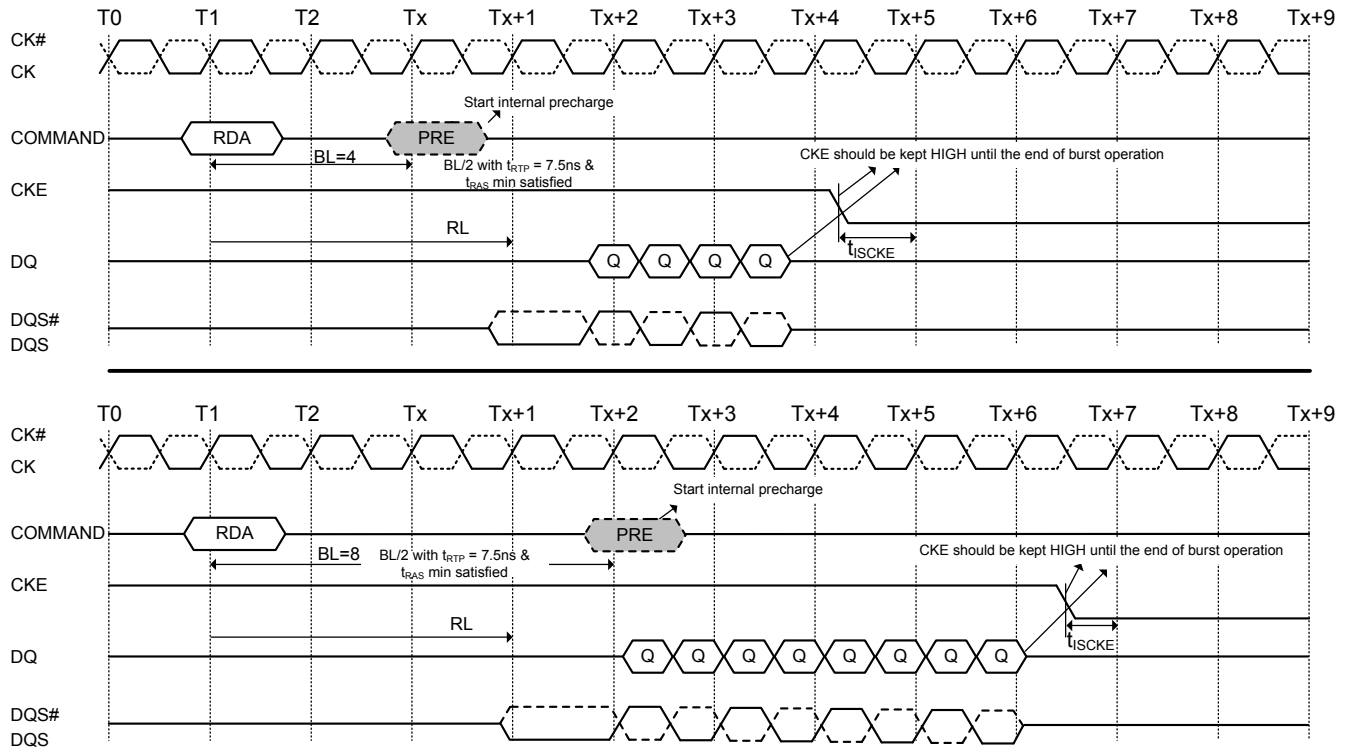 T0 T1 T2 Tx Tx+1 Tx+2 Tx+3 Tx+4 Tx+5 Tx+6 Tx+7 Tx+8 Tx+9
CK#
CK
Start internal precharge
COMMAND RDA PRE
BL=4 BL/2 with tRTP = 7.5ns &
tRAS min satisfied
CKE should be kept HIGH until the end of burst operation
CKE
RL
tISCKE
DQ Q Q Q Q
DQS#
DQS
T0 T1 T2 Tx Tx+1 Tx+2 Tx+3 Tx+4 Tx+5 Tx+6 Tx+7 Tx+8 Tx+9
CK#
CK
Start internal precharge
COMMAND RDA PRE
BL=8 BL/2 with tRTP = 7.5ns &
tRAS min satisfied
CKE should be kept HIGH until the end of burst operation
CKE
RL
tISCKE
DQ Q Q Q Q Q Q Q Q
DQS#
DQS